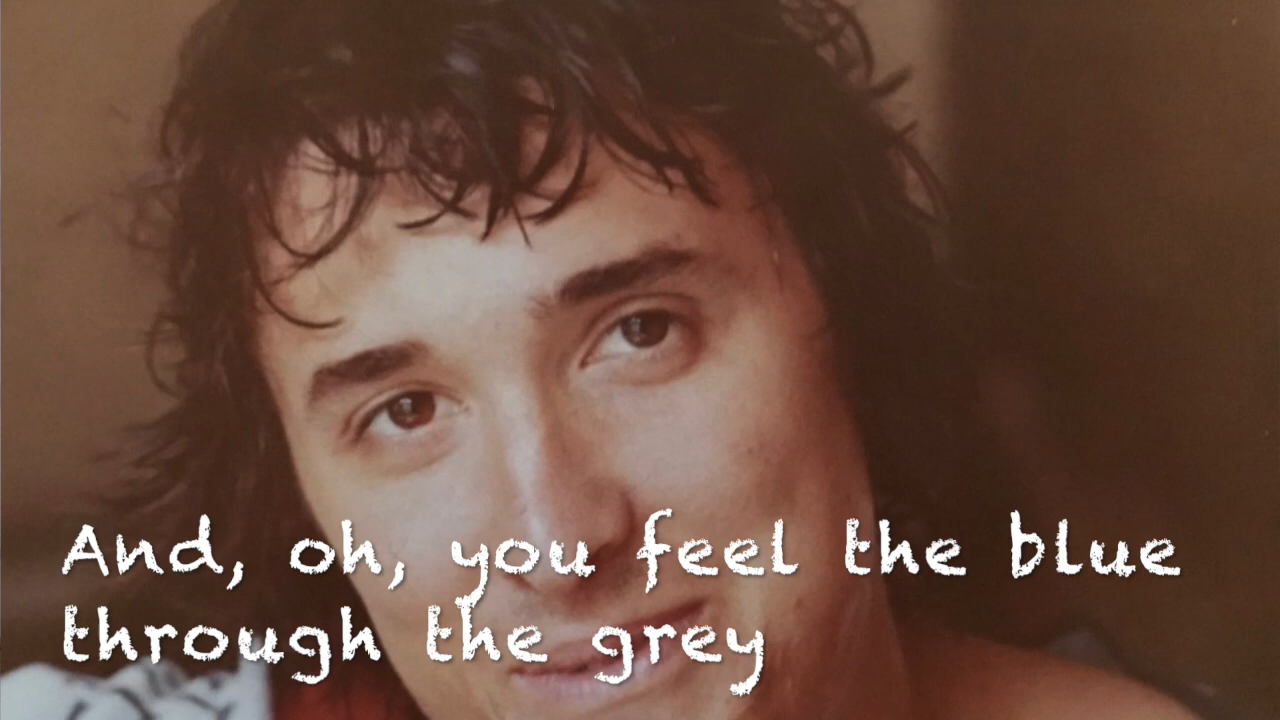 And, oh, you feel the blue
through the grey